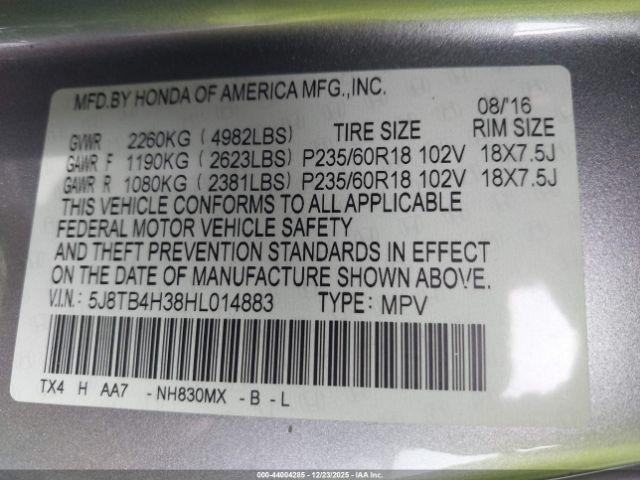 MFD.BY HONDA OF AMERICA MFG.,INC.
08/'16
GVWR 2260KG ( 4982LBS) TIRE SIZE RIM SIZE
GAWR F 1190KG ( 2623LBS) P235/60R18 102V 18X7.5J
GAWR R 1080KG ( 2381LBS) P235/60R18 102V 18X7.5J
THIS VEHICLE CONFORMS TO ALL APPLICABLE
FEDERAL MOTOR VEHICLE SAFETY
AND THEFT PREVENTION STANDARDS IN EFFECT
ON THE DATE OF MANUFACTURE SHOWN ABOVE.
V.I.N.: 5J8TB4H38HL014883 TYPE: MPV
TX4 H AA7 -NH830MX -B -L
000-44004285 - 12/23/2025 - IAAI.COM